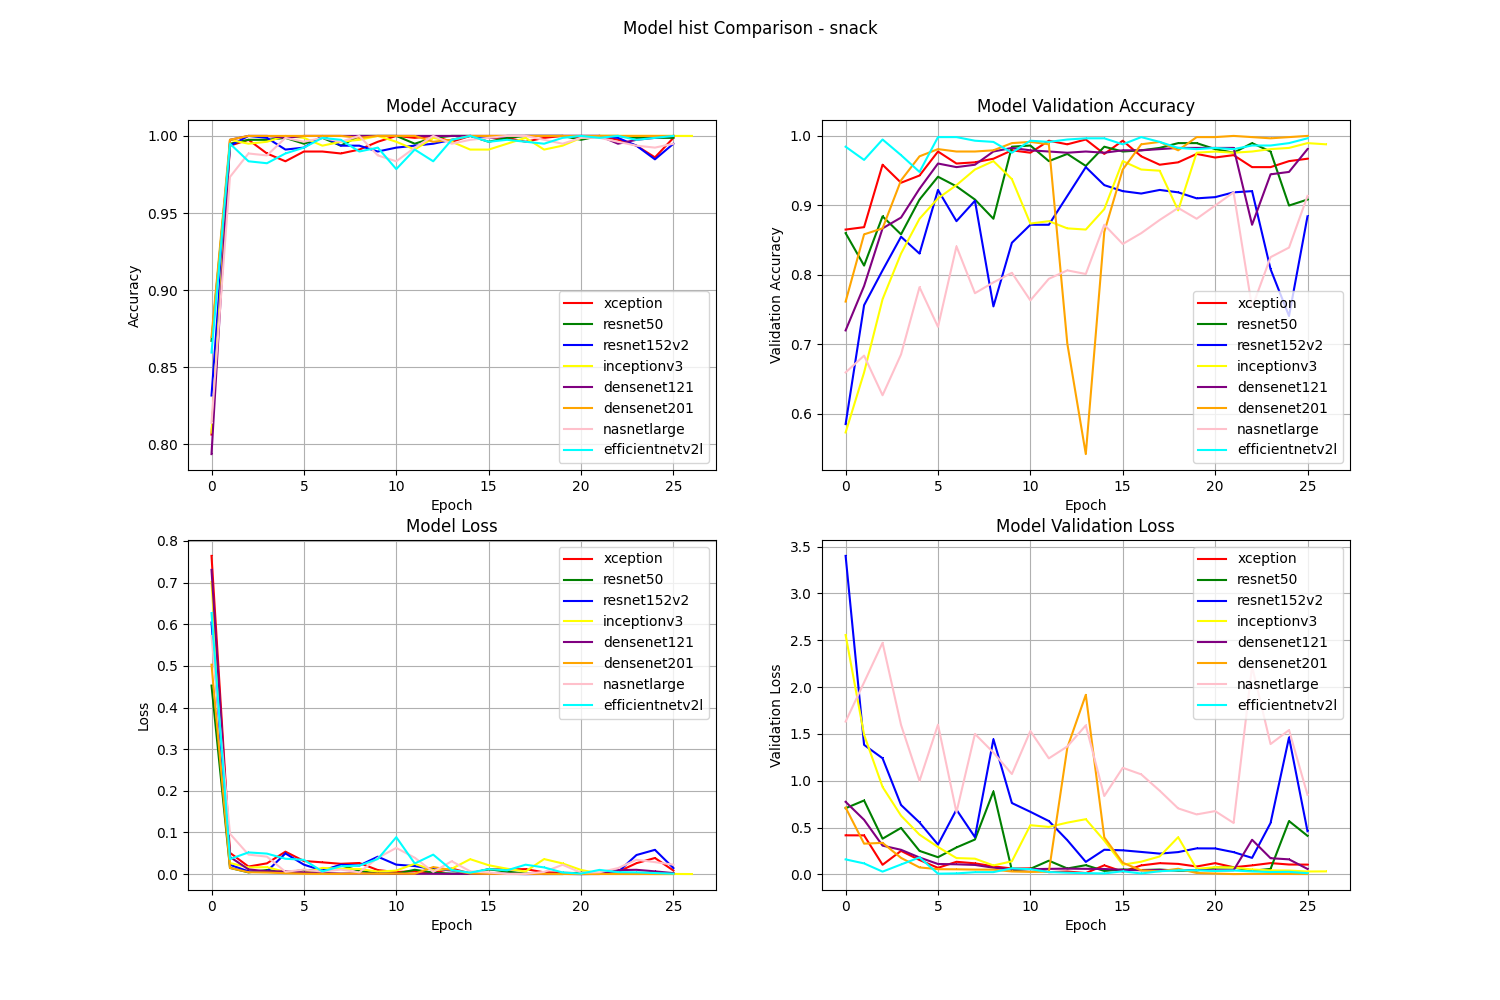 Model hist Comparison - snack
Model Accuracy
Accuracy
1.00
0.95
0.90
0.85
0.80
0 5 10 15 20 25
Epoch
xception
resnet50
resnet152v2
inceptionv3
densenet121
densenet201
nasnetlarge
efficientnetv2l
Model Validation Accuracy
Validation Accuracy
1.0
0.9
0.8
0.7
0.6
0 5 10 15 20 25
Epoch
xception
resnet50
resnet152v2
inceptionv3
densenet121
densenet201
nasnetlarge
efficientnetv2l
Model Loss
Loss
0.8
0.7
0.6
0.5
0.4
0.3
0.2
0.1
0.0
0 5 10 15 20 25
Epoch
xception
resnet50
resnet152v2
inceptionv3
densenet121
densenet201
nasnetlarge
efficientnetv2l
Model Validation Loss
Validation Loss
3.5
3.0
2.5
2.0
1.5
1.0
0.5
0.0
0 5 10 15 20 25
Epoch
xception
resnet50
resnet152v2
inceptionv3
densenet121
densenet201
nasnetlarge
efficientnetv2l